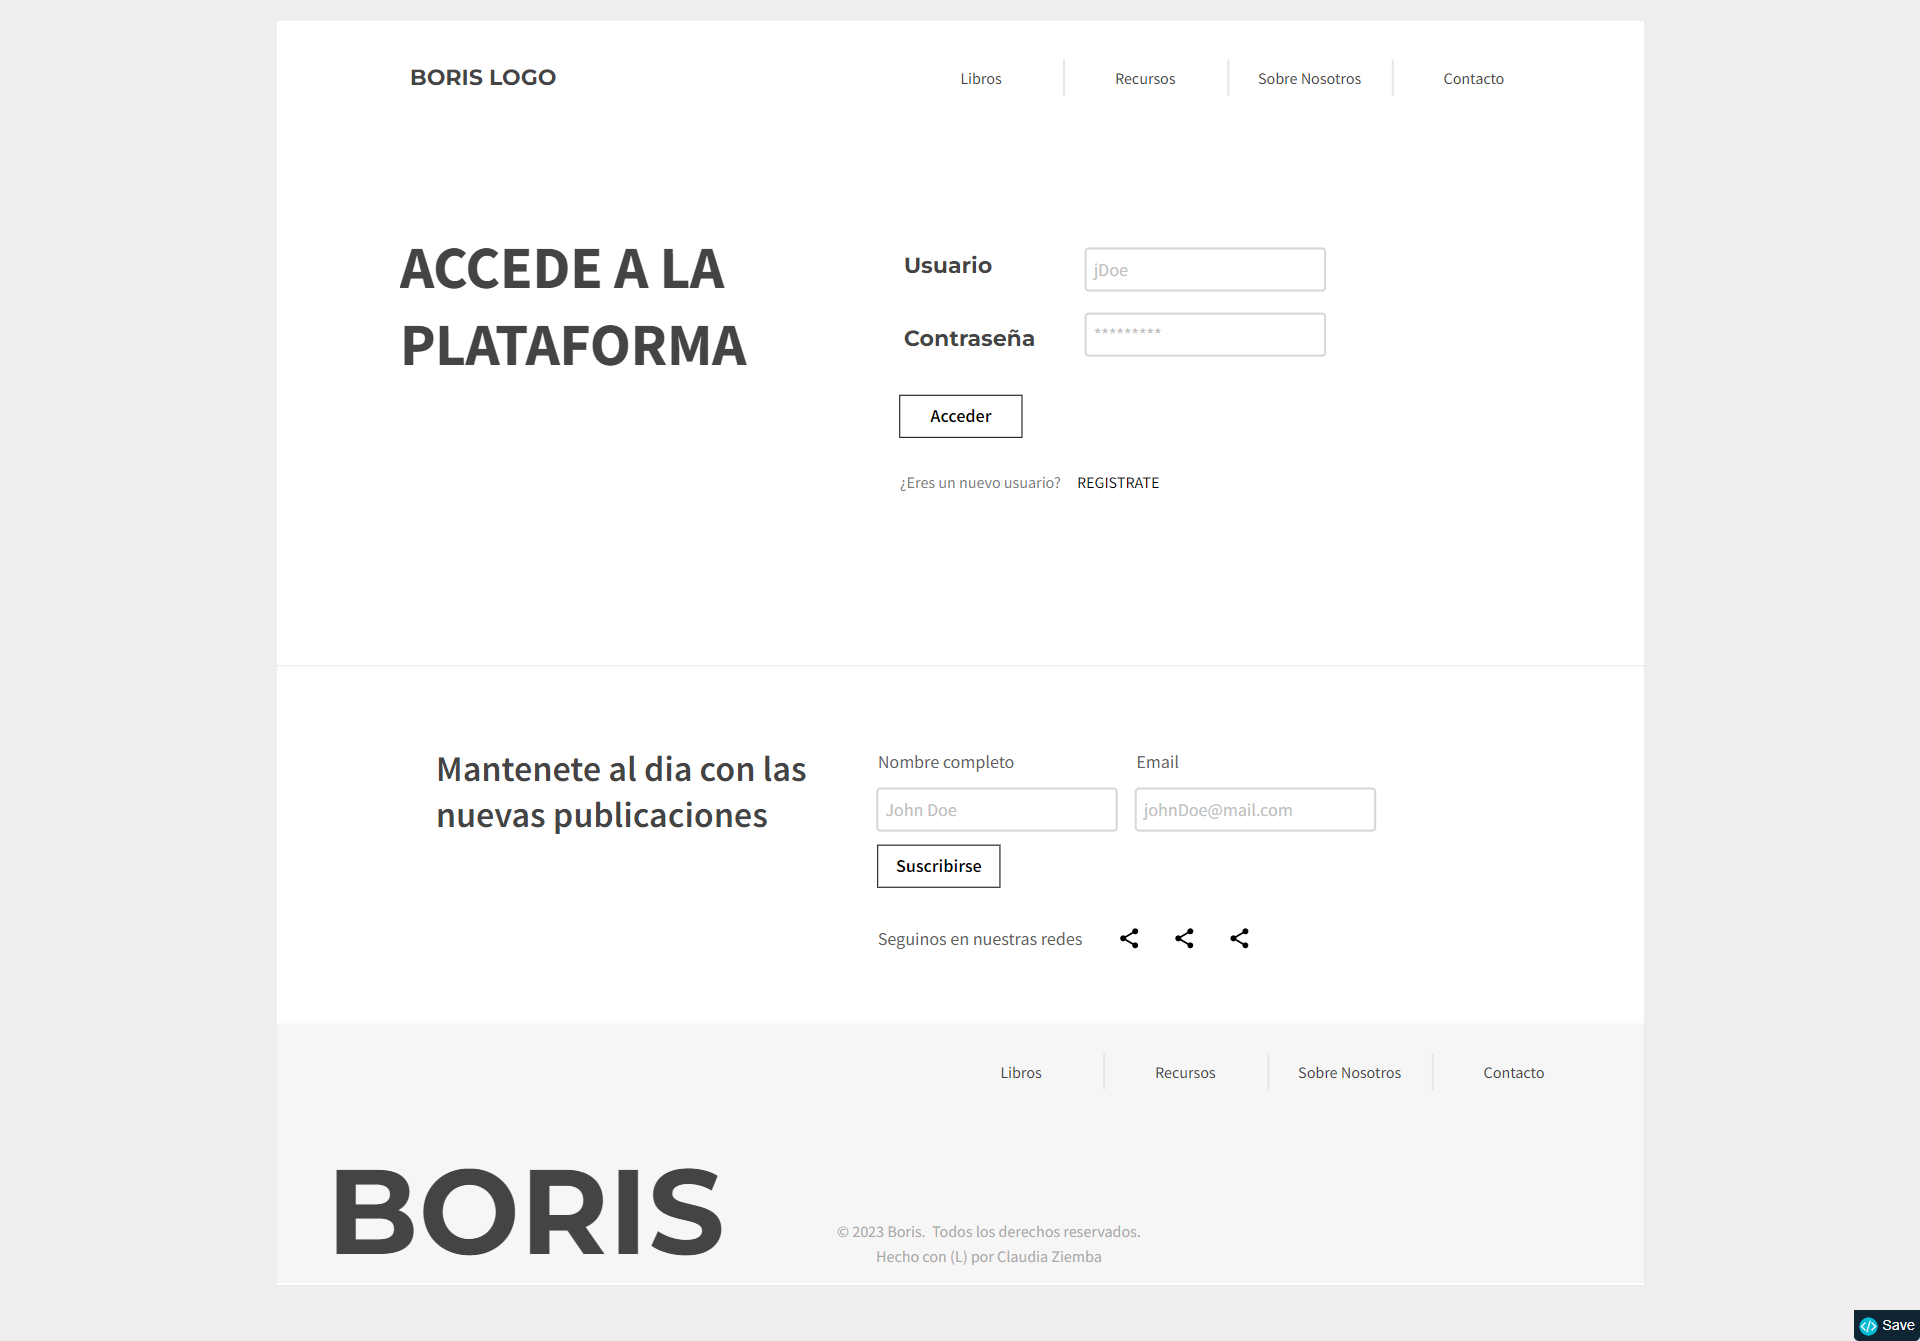 BORIS LOGO
Libros
Recursos
Sobre Nosotros
Contacto
ACCEDE A LA
PLATAFORMA
Usuario
jDoe
Contraseña
*********
Acceder
¿Eres un nuevo usuario? REGISTRATE
Mantenete al dia con las
nuevas publicaciones
Nombre completo
Email
John Doe
johnDoe@mail.com
Suscribirse
Seguinos en nuestras redes
Libros
Recursos
Sobre Nosotros
Contacto
BORIS
© 2023 Boris. Todos los derechos reservados.
Hecho con (L) por Claudia Ziemba
Save